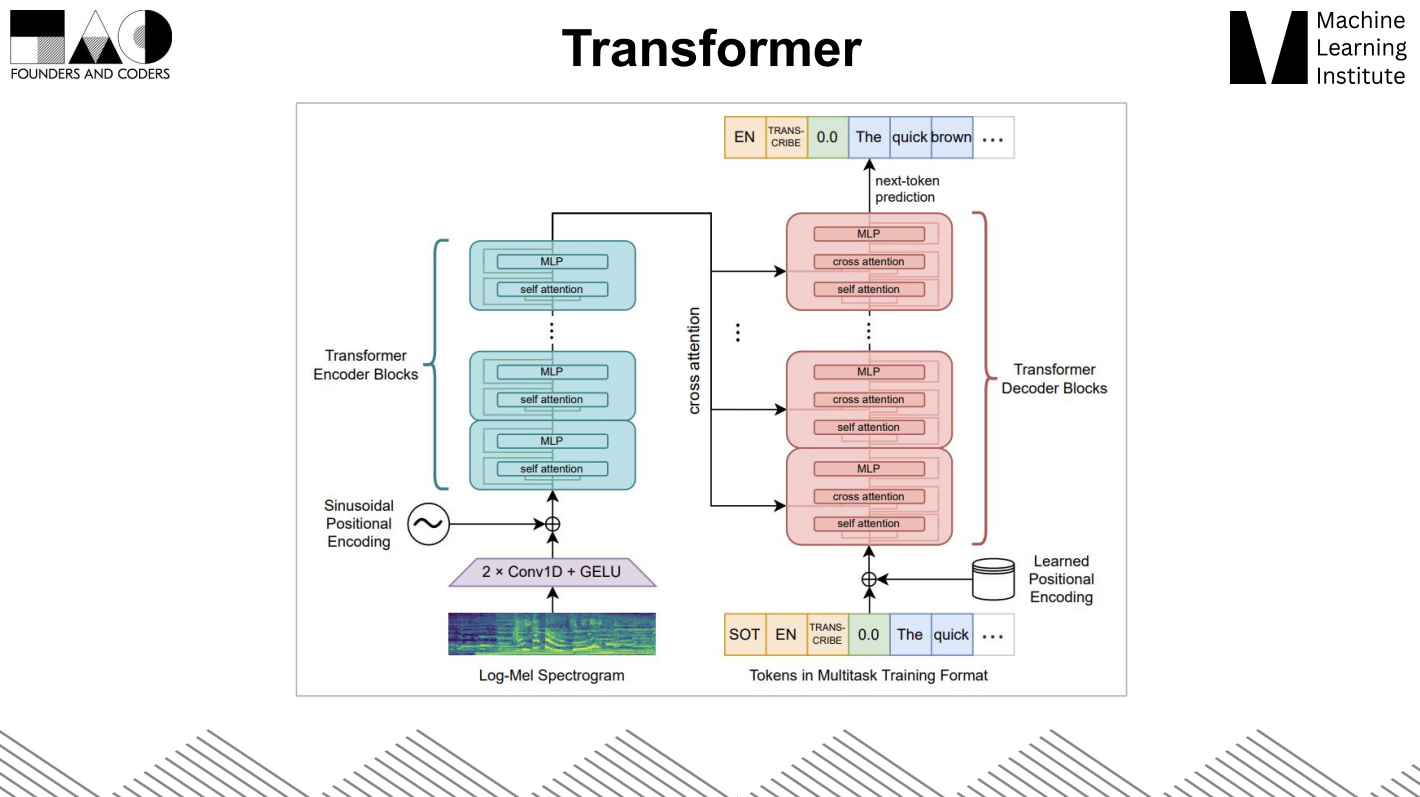 FOUNDERS AND CODERS
Transformer
Machine
Learning
Institute
EN
TRANS-
CRIBE
0.0
The
quick
brown
...
next-token
prediction
MLP
self attention
MLP
cross attention
self attention
cross attention
Transformer
Encoder Blocks
MLP
self attention
MLP
self attention
MLP
cross attention
self attention
MLP
cross attention
self attention
Transformer
Decoder Blocks
Sinusoidal
Positional
Encoding
2 × Conv1D + GELU
Learned
Positional
Encoding
SOT
EN
TRANS-
CRIBE
0.0
The
quick
...
Log-Mel Spectrogram
Tokens in Multitask Training Format